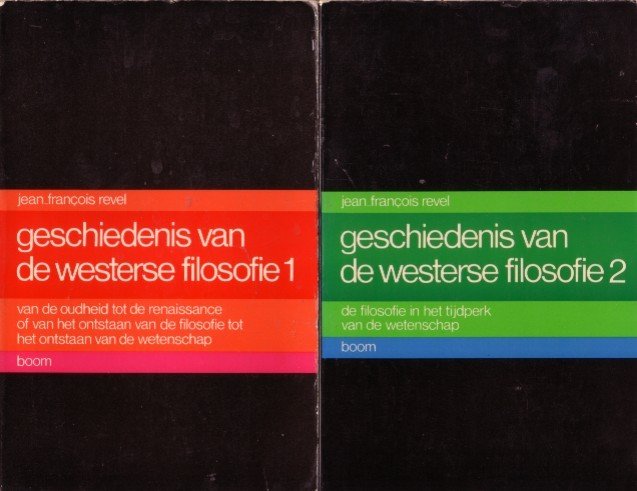 jean.françois revel
geschiedenis van
de westerse filosofie 1
van de oudheid tot de renaissance
of van het ontstaan van de filosofie tot
het ontstaan van de wetenschap
boom
jean.françois revel
geschiedenis van
de westerse filosofie 2
de filosofie in het tijdperk
van de wetenschap
boom